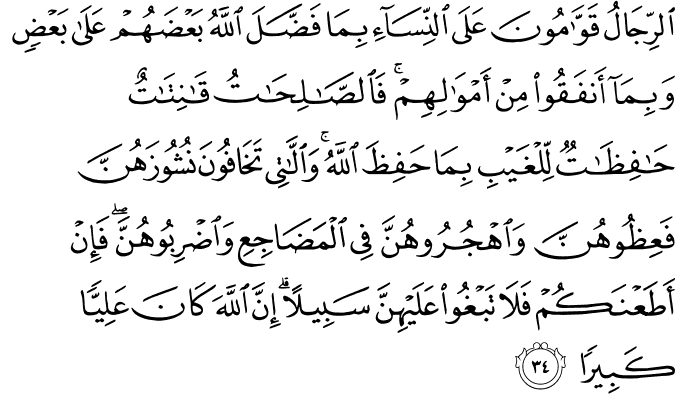 ٱلرِّجَالُ قَوَّٰمُونَ عَلَى ٱلنِّسَآءِ بِمَا فَضَّلَ ٱللَّهُ بَعْضَهُمْ عَلَىٰ بَعْضٍ
وَبِمَآ أَنفَقُوا۟ مِنْ أَمْوَٰلِهِمْ ۚ فَٱلصَّٰلِحَٰتُ قَٰنِتَٰتٌ
حَٰفِظَٰتٌ لِّلْغَيْبِ بِمَا حَفِظَ ٱللَّهُ ۚ وَٱلَّٰتِى تَخَافُونَ نُشُوزَهُنَّ
فَعِظُوهُنَّ وَٱهْجُرُوهُنَّ فِى ٱلْمَضَاجِعِ وَٱضْرِبُوهُنَّ ۖ فَإِنْ
أَطَعْنَكُمْ فَلَا تَبْغُوا۟ عَلَيْهِنَّ سَبِيلًا ۗ إِنَّ ٱللَّهَ كَانَ عَلِيًّا
كَبِيرًا ٣٤